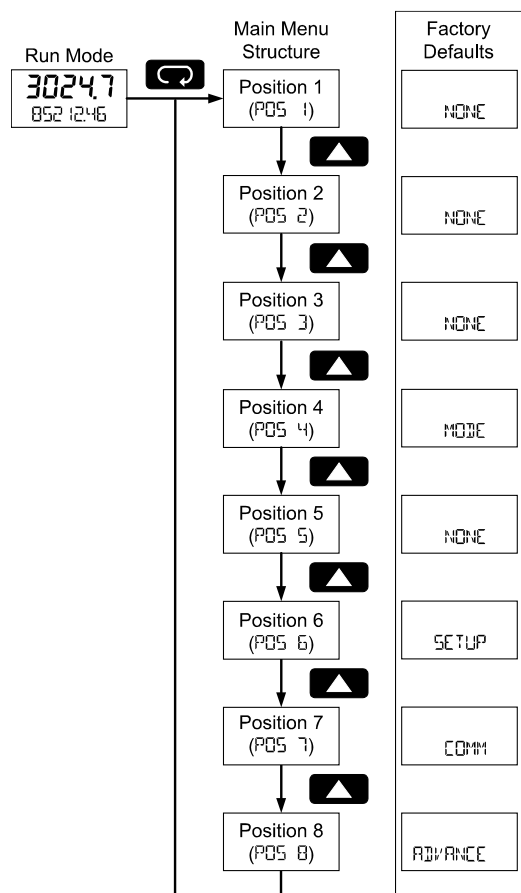 Run Mode
3024.7
85212.46
Main Menu
Structure
Factory
Defaults
Position 1
(POS 1)
NONE
Position 2
(POS 2)
NONE
Position 3
(POS 3)
NONE
Position 4
(POS 4)
MODE
Position 5
(POS 5)
NONE
Position 6
(POS 6)
SETUP
Position 7
(POS 7)
COMM
Position 8
(POS 8)
ADVANCE